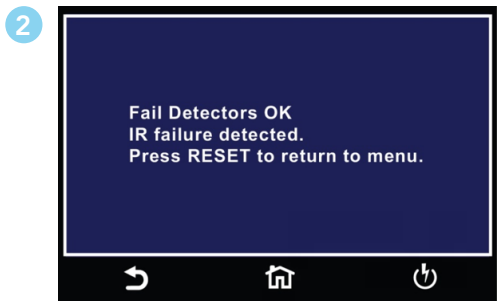 2
Fail Detectors OK
IR failure detected.
Press RESET to return to menu.